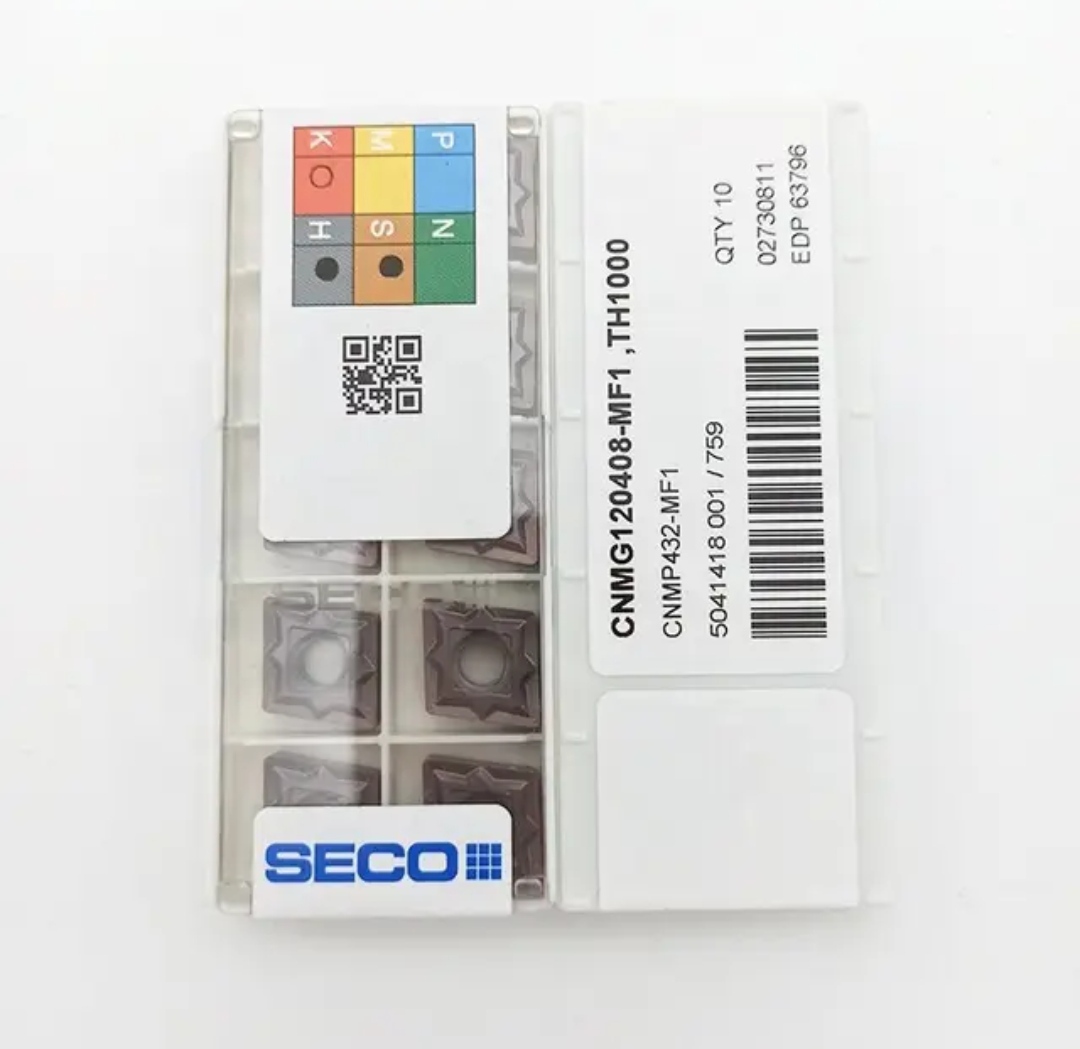 P M K
N S H
SECO
CNMG120408-MF1 ,TH1000
CNMP432-MF1
5041418 001 / 759
QTY 10
02730811
EDP 63796